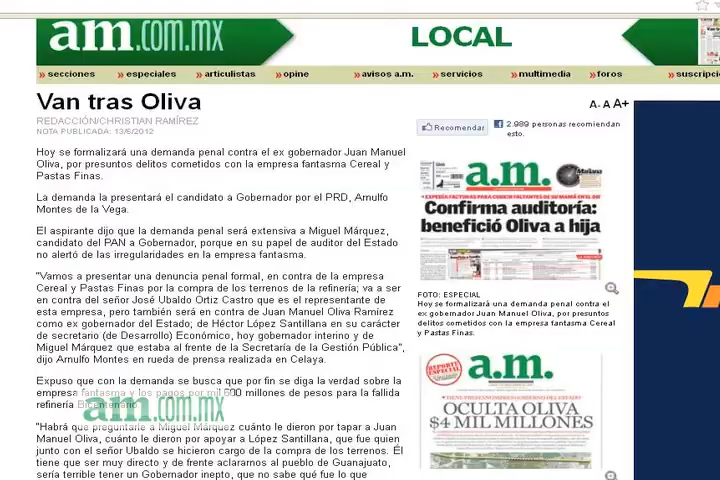 am.com.mx
LOCAL
» secciones » especiales » articulistas » opine » avisos a.m. » servicios » multimedia » foros » suscripcio
Van tras Oliva
A- A A+
REDACCIÓN/CHRISTIAN RAMÍREZ
NOTA PUBLICADA: 13/6/2012
Recomendar
2.989 personas recomiendan
esto.
Hoy se formalizará una demanda penal contra el ex gobernador Juan Manuel
Oliva, por presuntos delitos cometidos con la empresa fantasma Cereal y
Pastas Finas.
La demanda la presentará el candidato a Gobernador por el PRD, Arnulfo
Montes de la Vega.
El aspirante dijo que la demanda penal será extensiva a Miguel Márquez,
candidato del PAN a Gobernador, porque en su papel de auditor del Estado
no alertó de las irregularidades en la empresa fantasma.
"Vamos a presentar una denuncia penal formal, en contra de la empresa
Cereal y Pastas Finas por la compra de los terrenos de la refinería; va a ser
en contra del señor José Ubaldo Ortiz Castro que es el representante de
esta empresa, pero también será en contra de Juan Manuel Oliva Ramírez
como ex gobernador del Estado; de Héctor López Santillana en su carácter
de secretario (de Desarrollo) Económico, hoy gobernador interino y de
Miguel Márquez que estaba al frente de la Secretaría de la Gestión Pública",
dijo Arnulfo Montes en rueda de prensa realizada en Celaya.
Expuso que con la demanda se busca que por fin se diga la verdad sobre la
empresa fantasma y los pagos por mil 600 millones de pesos para la fallida
refinería Bicentenario.
am.com.mx
"Habrá que preguntarle a Miguel Márquez cuánto le dieron por tapar a Juan
Manuel Oliva, cuánto le dieron por apoyar a López Santillana, que fue quien
junto con el señor Ubaldo se hicieron cargo de la compra de los terrenos. Él
tiene que ser muy directo y de frente aclararnos al pueblo de Guanajuato,
sería terrible tener un Gobernador inepto, que no sabe qué fue lo que
a.m.
Mañana
Confirma auditoría:
benefició Oliva a hija
FOTO: ESPECIAL
Hoy se formalizará una demanda penal contra el
ex gobernador Juan Manuel Oliva, por presuntos
delitos cometidos con la empresa fantasma Cereal y
Pastas Finas.
REPORTE
ESPECIAL
a.m.
OCULTA OLIVA
$4 MIL MILLONES